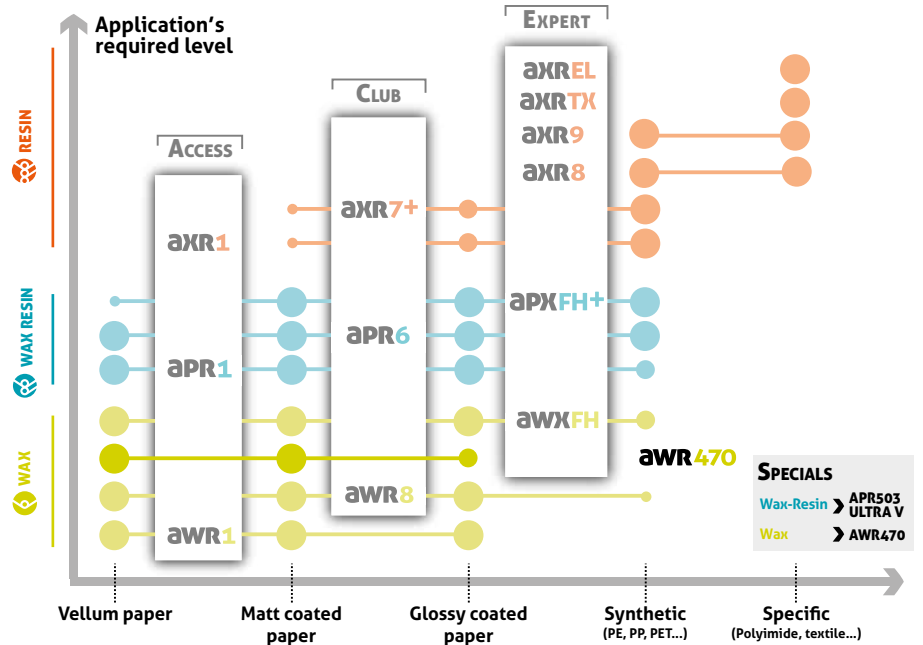 Application's
required level
EXPERT
CLUB
ACCESS
RESIN
WAX RESIN
WAX
aXREL
aXRTX
aXR9
aXR8
aXR7+
aXR1
aPXFH+
aPR6
aPR1
aWXFH
aWR470
aWR8
aWR1
SPECIALS
Wax-Resin APR503
ULTRA V
Wax AWR470
Vellum paper
Matt coated
paper
Glossy coated
paper
Synthetic
(PE, PP, PET...)
Specific
(Polyimide, textile...)